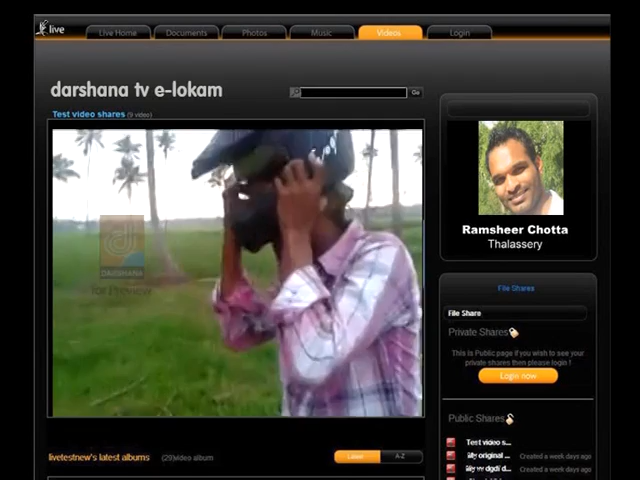 live
Live Home Documents Photos Music Videos Login
darshana tv e-lokam
Go
Test video shares (9 video)
DARSHANA
for Preview
Ramsheer Chotta
Thalassery
File Shares
File Share
Private Shares
This is Public page if you wish to see your
private shares then please login !
Login now
Public Shares
Test video s...
My original ... Created a week days ago
Created a week days ago
livetestnew's latest albums (29)video album
Latest A-Z